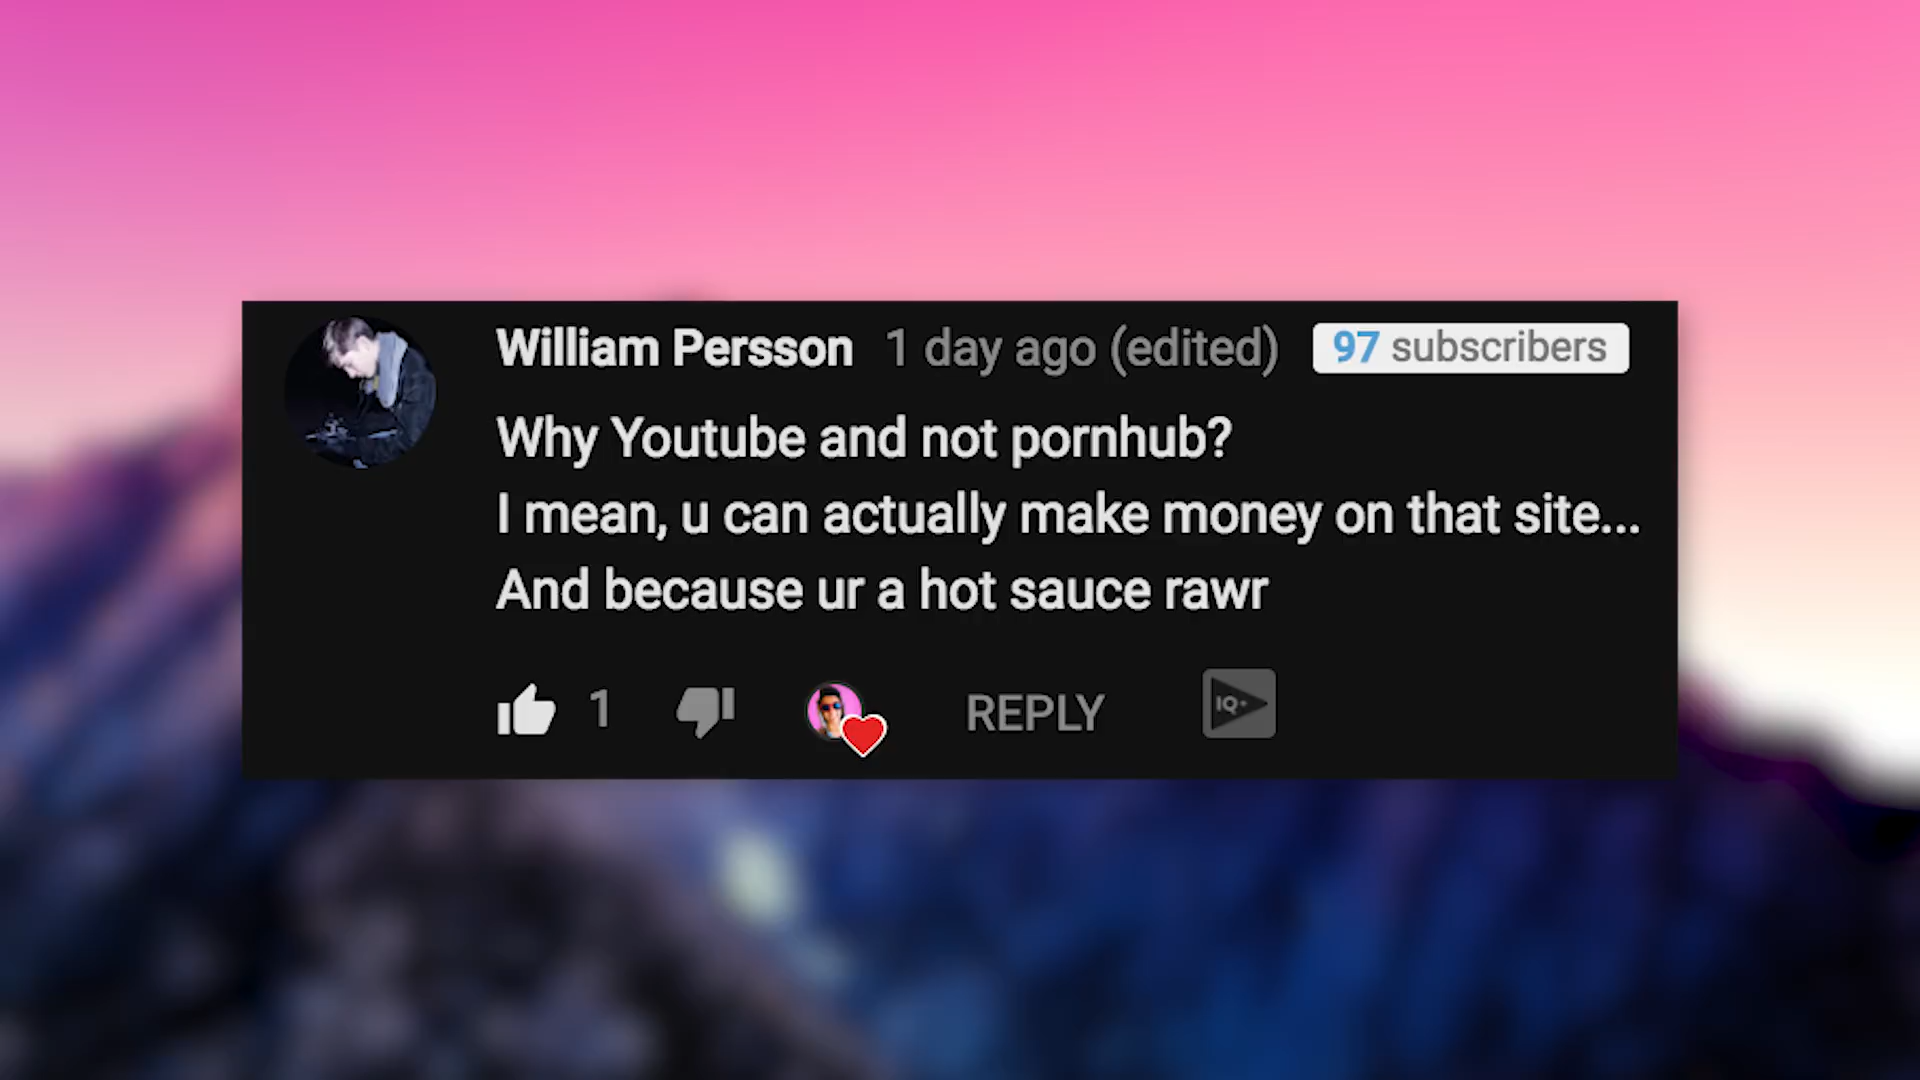 William Persson 1 day ago (edited) 97 subscribers
Why Youtube and not pornhub?
I mean, u can actually make money on that site...
And because ur a hot sauce rawr
1 REPLY IQ+